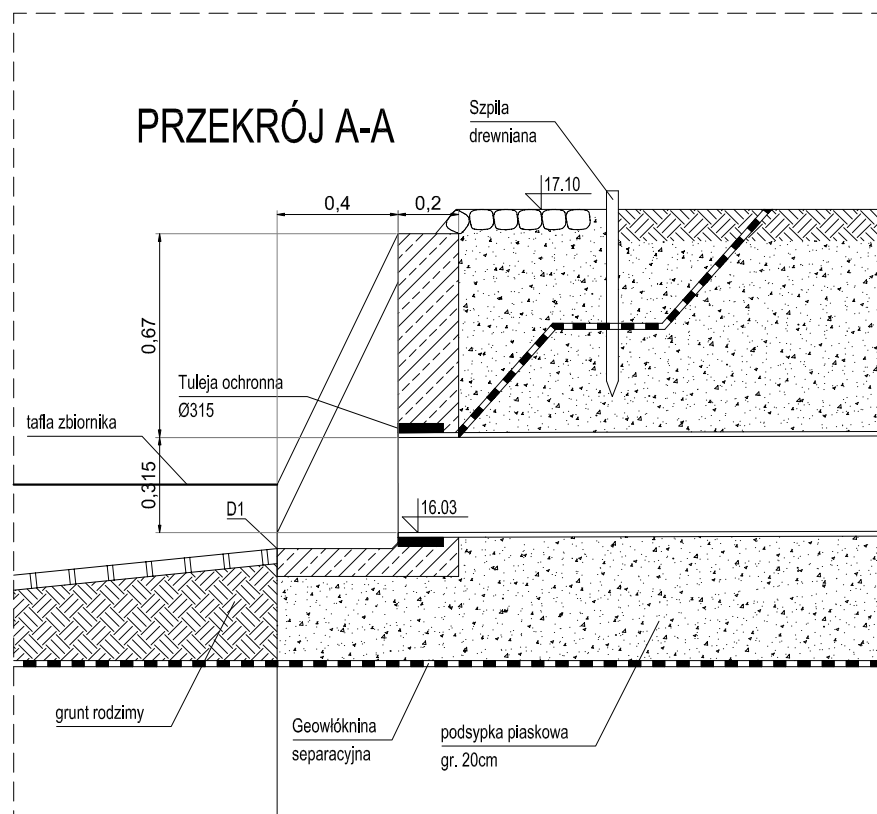 PRZEKRÓJ A-A
Szpila
drewniana
17.10
0,4
0,2
0,67
Tuleja ochronna
Ø315
tafla zbiornika
0,315
D1
16.03
grunt rodzimy
Geowłóknina
separacyjna
podsypka piaskowa
gr. 20cm